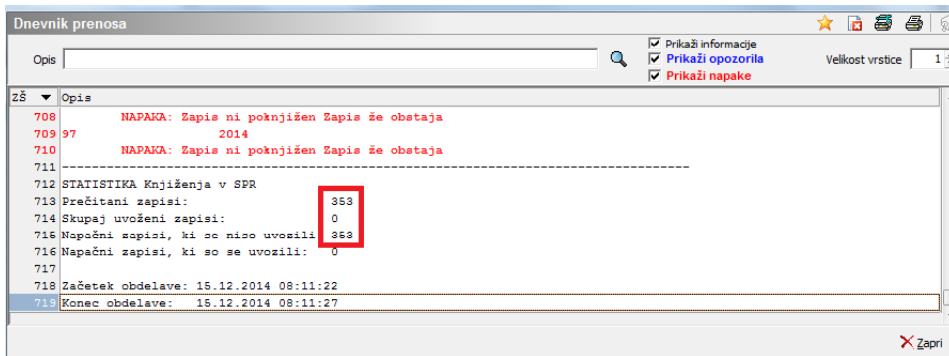 Dnevnik prenosa
Opis
Prikaži informacije
Prikaži opozorila
Prikaži napake
Velikost vrstice 1
ZŠ Opis
708 NAPAKA: Zapis ni poknjižen Zapis že obstaja
709 97 2014
710 NAPAKA: Zapis ni poknjižen Zapis že obstaja
711 --------------------------------------------------------------------------------
712 STATISTIKA Knjiženja v SPR
713 Prečitani zapisi: 353
714 Skupaj uvoženi zapisi: 0
715 Napačni zapisi, ki so niso uvozili: 353
716 Napačni zapisi, ki so se uvozili: 0
717
718 Začetek obdelave: 15.12.2014 08:11:22
719 Konec obdelave: 15.12.2014 08:11:27
Zapri